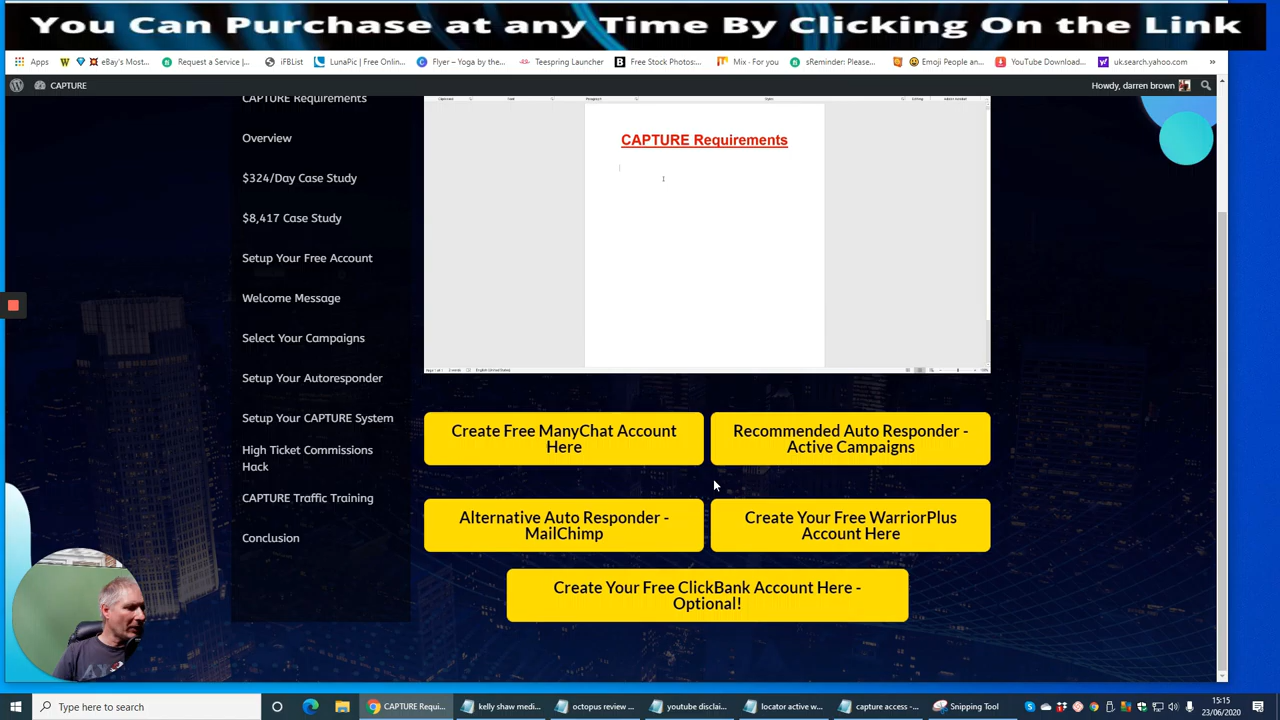 You Can Purchase at any Time By Clicking On the Link
Apps
eBay's Most...
Request a Service |...
iFBList
LunaPic | Free Onlin...
Flyer – Yoga by the...
Teespring Launcher
Free Stock Photos:...
Mix · For you
sReminder: Please...
Emoji People an...
YouTube Download...
uk.search.yahoo.com
»
CAPTURE
Howdy, darren brown
CAPTURE Requirements
Overview
$324/Day Case Study
$8,417 Case Study
Setup Your Free Account
Welcome Message
Select Your Campaigns
Setup Your Autoresponder
Setup Your CAPTURE System
High Ticket Commissions
Hack
CAPTURE Traffic Training
Conclusion
CAPTURE Requirements
Create Free ManyChat Account
Here
Recommended Auto Responder -
Active Campaigns
Alternative Auto Responder -
MailChimp
Create Your Free WarriorPlus
Account Here
Create Your Free ClickBank Account Here -
Optional!
Type here to search
CAPTURE Requi...
kelly shaw medi...
octopus review ...
youtube disclai...
locator active w...
capture access -...
Snipping Tool
15:15
23/06/2020